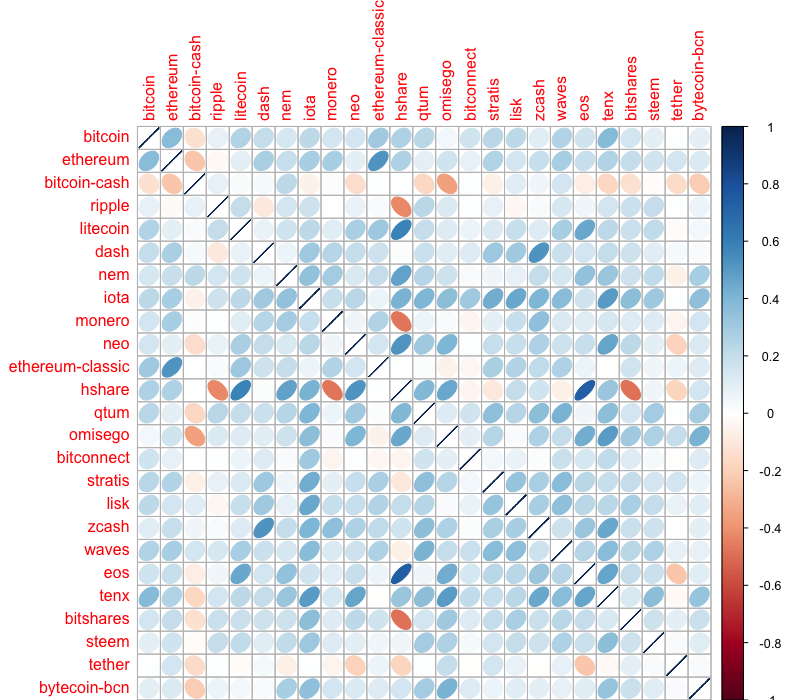 bitcoin
ethereum
bitcoin-cash
ripple
litecoin
dash
nem
iota
monero
neo
ethereum-classic
hshare
qtum
omisego
bitconnect
stratis
lisk
zcash
waves
eos
tenx
bitshares
steem
tether
bytecoin-bcn
bitcoin
ethereum
bitcoin-cash
ripple
litecoin
dash
nem
iota
monero
neo
ethereum-classic
hshare
qtum
omisego
bitconnect
stratis
lisk
zcash
waves
eos
tenx
bitshares
steem
tether
bytecoin-bcn
1
0.8
0.6
0.4
0.2
0
-0.2
-0.4
-0.6
-0.8